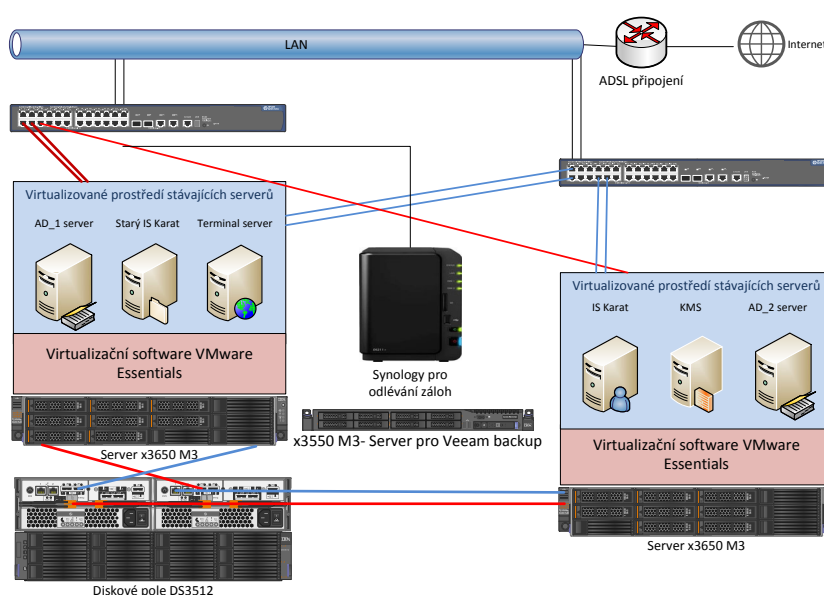 LAN
Internet
ADSL připojení
Virtualizované prostředí stávajících serverů
AD_1 server
Starý IS Karat
Terminal server
Virtualizační software VMware
Essentials
Server x3650 M3
Synology pro
odlévání záloh
x3550 M3- Server pro Veeam backup
Virtualizované prostředí stávajících serverů
IS Karat
KMS
AD_2 server
Virtualizační software VMware
Essentials
Server x3650 M3
Diskové pole DS3512